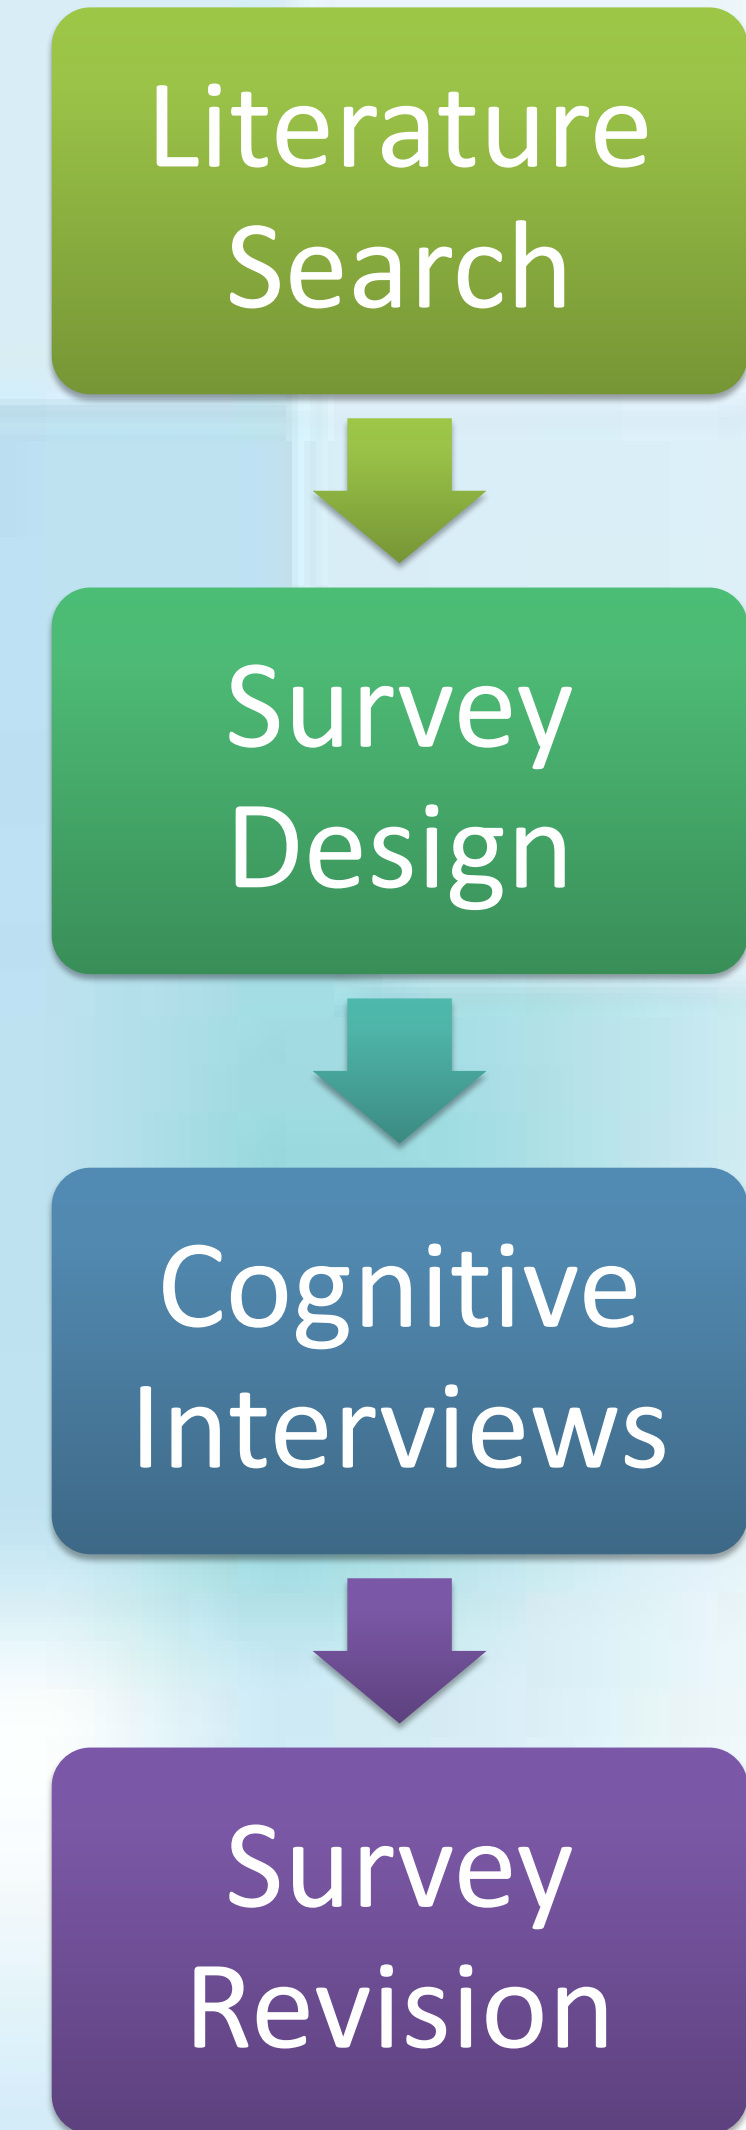 Literature
Search
Survey
Design
Cognitive
Interviews
Survey
Revision